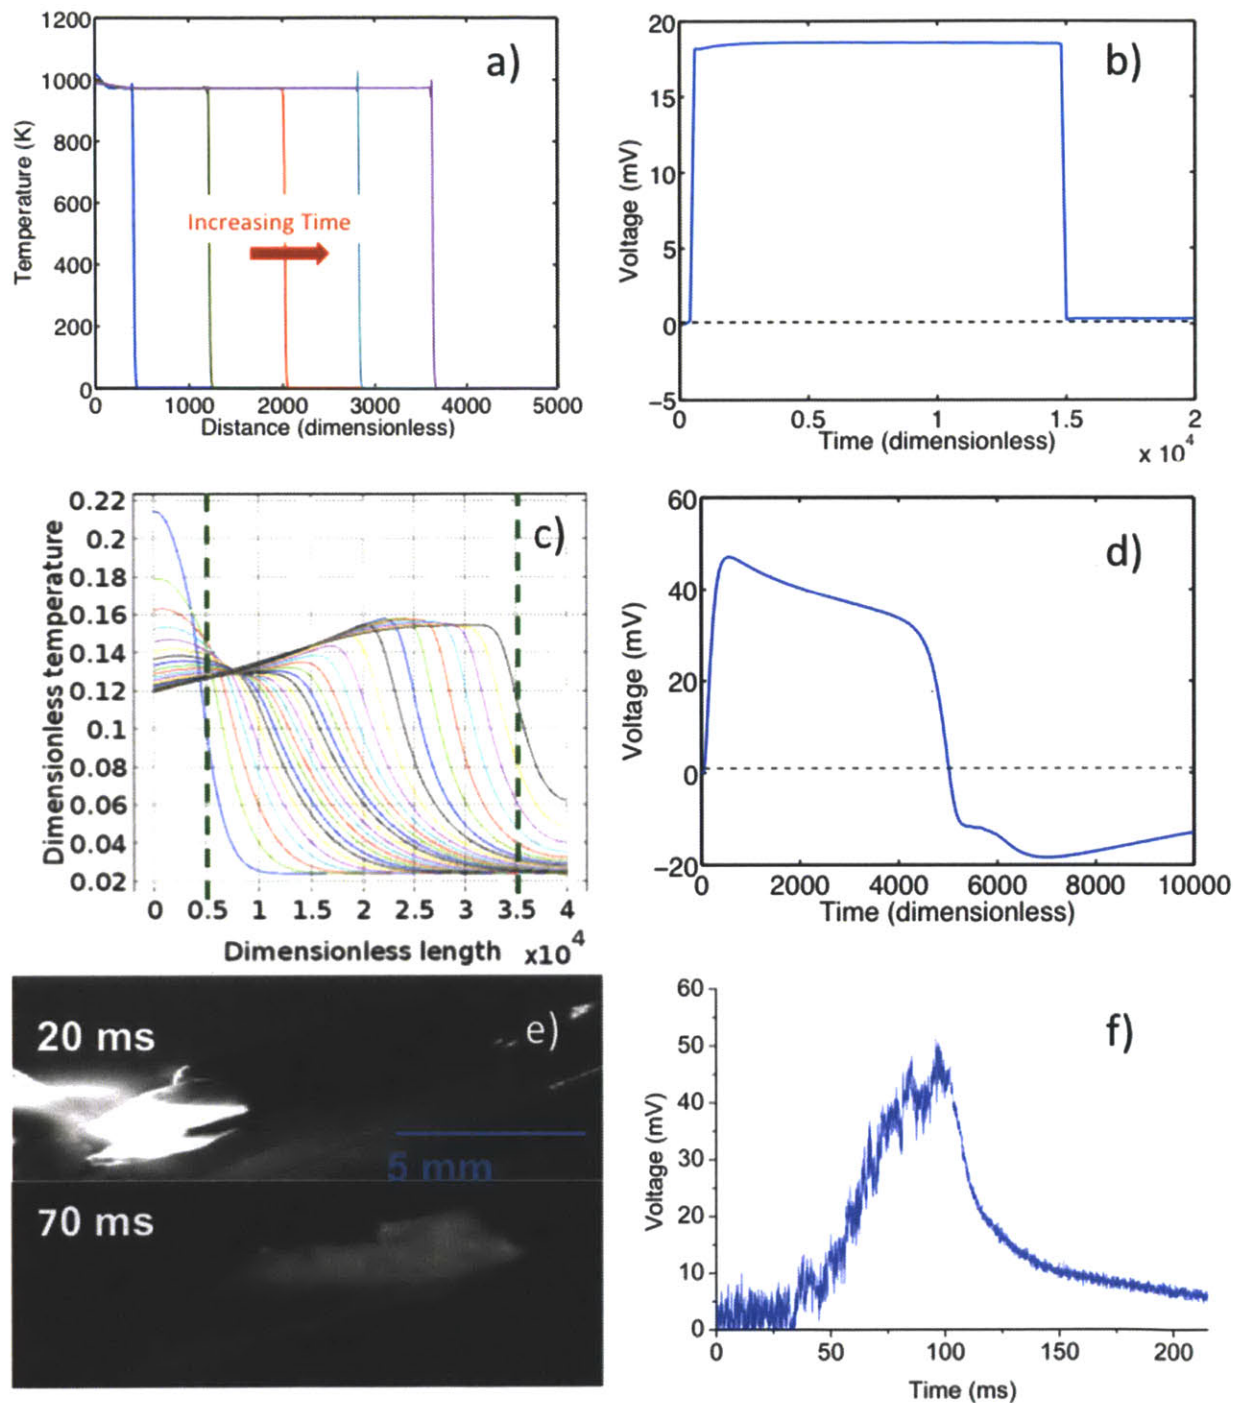 a)
1200
1000
800
600
400
200
0
Temperature (K)
Increasing Time
0 1000 2000 3000 4000 5000
Distance (dimensionless)
b)
20
15
10
5
0
−5
Voltage (mV)
0 0.5 1 1.5 2
Time (dimensionless)
x 10^4
c)
0.22
0.2
0.18
0.16
0.14
0.12
0.1
0.08
0.06
0.04
0.02
Dimensionless temperature
0 0.5 1 1.5 2 2.5 3 3.5 4
Dimensionless length x10^4
d)
60
40
20
0
−20
Voltage (mV)
0 2000 4000 6000 8000 10000
Time (dimensionless)
20 ms
e)
5 mm
70 ms
f)
60
50
40
30
20
10
0
Voltage (mV)
0 50 100 150 200
Time (ms)